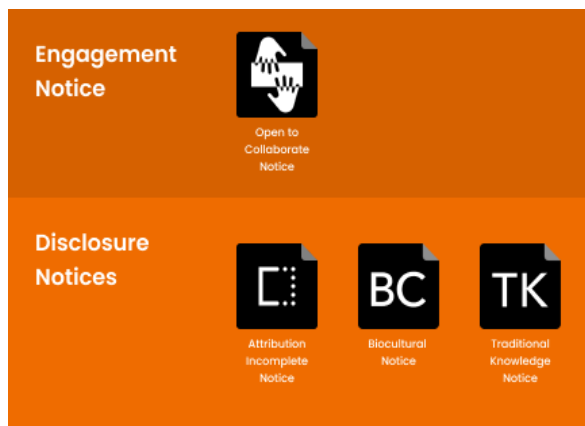 Engagement
Notice
Open to
Collaborate
Notice
Disclosure
Notices
BC
TK
Attribution
Incomplete
Notice
Biocultural
Notice
Traditional
Knowledge
Notice